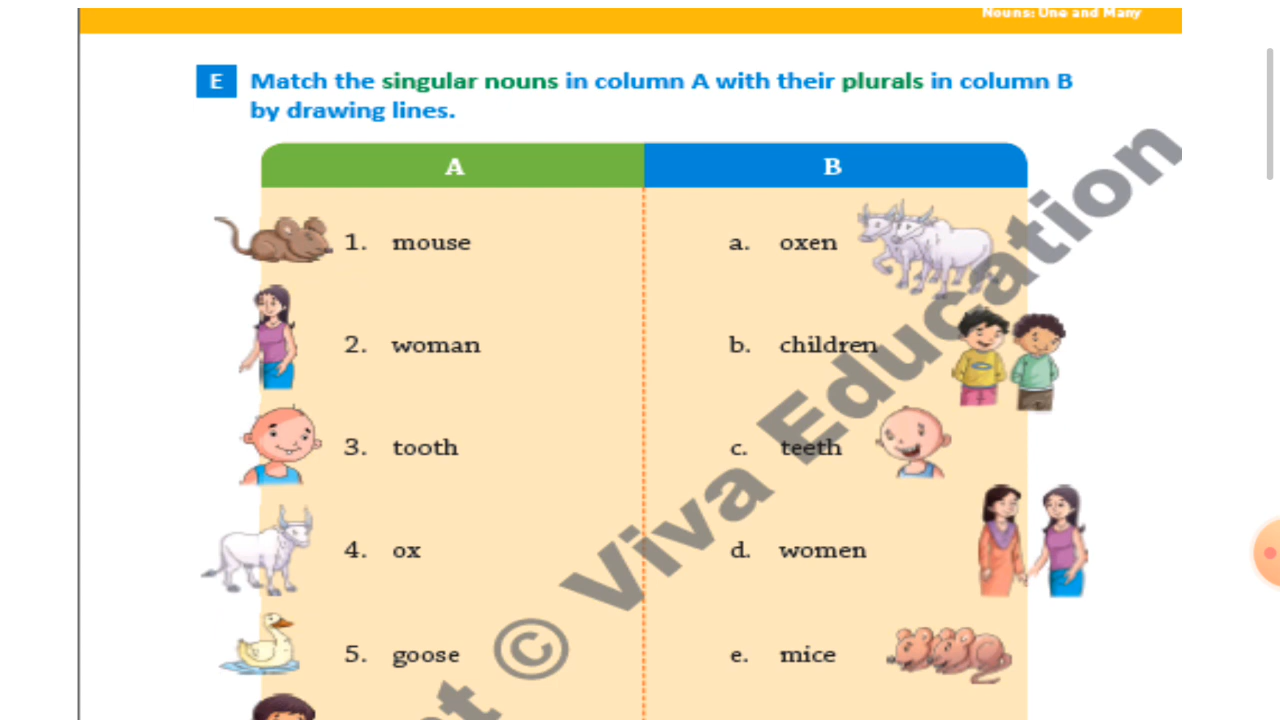 Nouns: One and Many
E Match the singular nouns in column A with their plurals in column B
by drawing lines.
A B
1. mouse a. oxen
2. woman b. children
3. tooth c. teeth
4. ox d. women
5. goose e. mice
© Viva Education